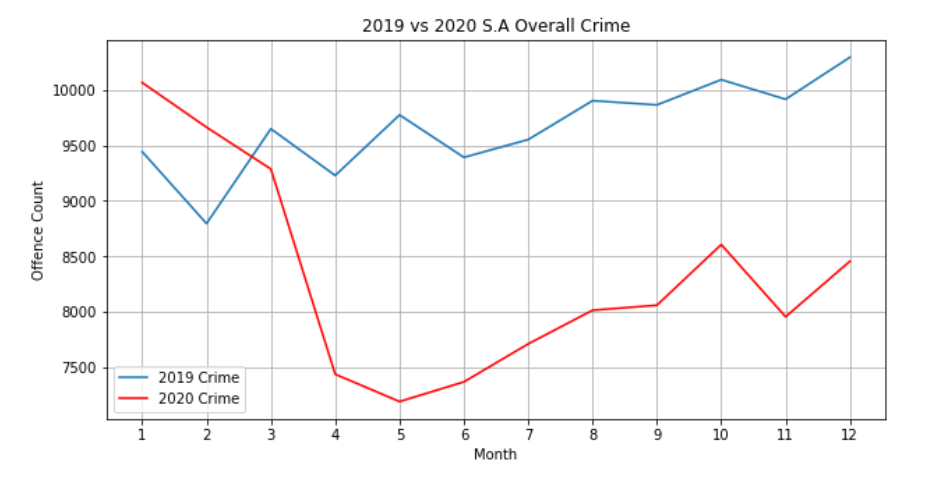 2019 vs 2020 S.A Overall Crime
Offence Count
10000
9500
9000
8500
8000
7500
2019 Crime
2020 Crime
1 2 3 4 5 6 7 8 9 10 11 12
Month